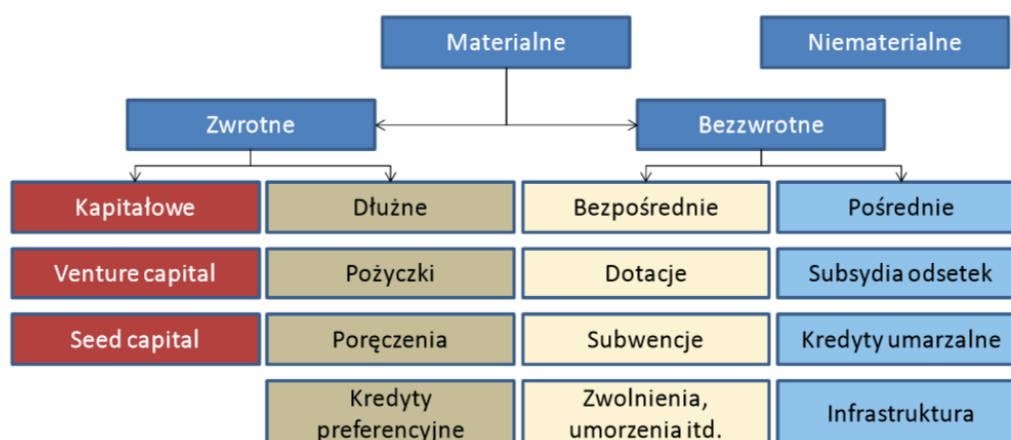 Materialne
Niematerialne
Zwrotne
Bezzwrotne
Kapitałowe
Dłużne
Bezpośrednie
Pośrednie
Venture capital
Pożyczki
Dotacje
Subsydia odsetek
Seed capital
Poręczenia
Subwencje
Kredyty umarzalne
Kredyty
preferencyjne
Zwolnienia,
umorzenia itd.
Infrastruktura